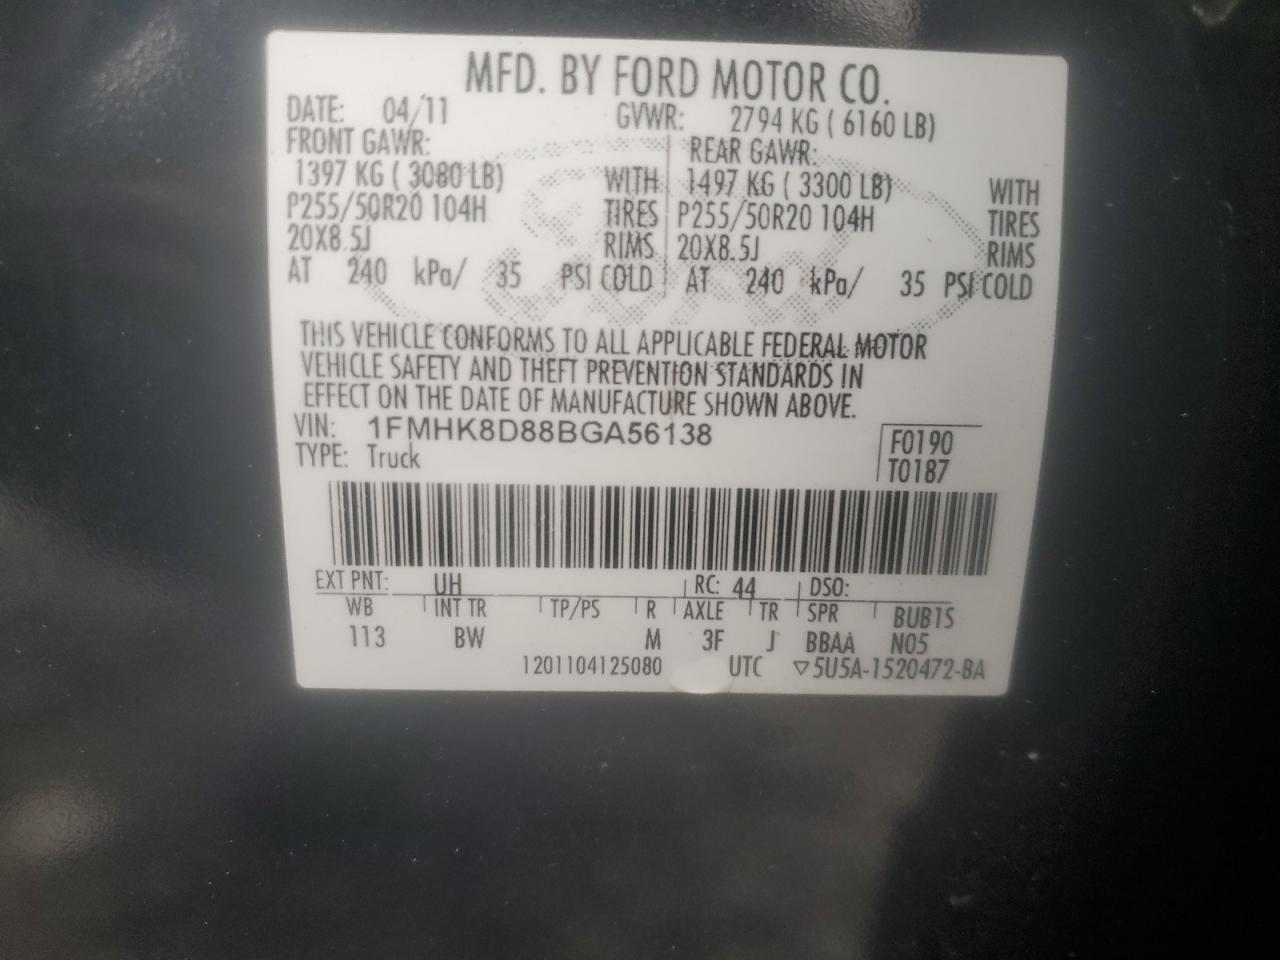 MFD. BY FORD MOTOR CO.
DATE: 04/11 GVWR: 2794 KG ( 6160 LB)
FRONT GAWR: REAR GAWR:
1397 KG ( 3080 LB) WITH 1497 KG ( 3300 LB) WITH
P255/50R20 104H TIRES P255/50R20 104H TIRES
20X8.5J RIMS 20X8.5J RIMS
AT 240 kPa/ 35 PSI COLD AT 240 kPa/ 35 PSI COLD
THIS VEHICLE CONFORMS TO ALL APPLICABLE FEDERAL MOTOR
VEHICLE SAFETY AND THEFT PREVENTION STANDARDS IN
EFFECT ON THE DATE OF MANUFACTURE SHOWN ABOVE.
VIN: 1FMHK8D88BGA56138 F0190
TYPE: Truck T0187
EXT PNT: UH RC: 44 DSO:
WB INT TR TP/PS R AXLE TR SPR BUB1S
113 BW M 3F J BBAA N05
1201104125080 UTC ▽5U5A-1520472-BA